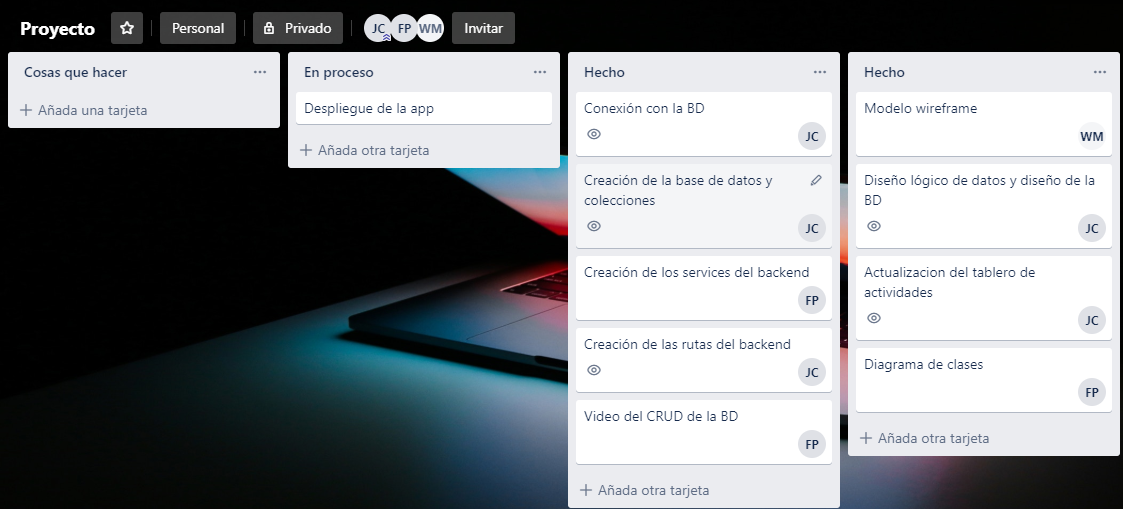 Proyecto
Personal
Privado
JC
FP
WM
Invitar
Cosas que hacer
Añada una tarjeta
En proceso
Despliegue de la app
Añada otra tarjeta
Hecho
Conexión con la BD
JC
Creación de la base de datos y
colecciones
JC
Creación de los services del backend
FP
Creación de las rutas del backend
JC
Video del CRUD de la BD
FP
Añada otra tarjeta
Hecho
Modelo wireframe
WM
Diseño lógico de datos y diseño de la
BD
JC
Actualizacion del tablero de
actividades
JC
Diagrama de clases
FP
Añada otra tarjeta